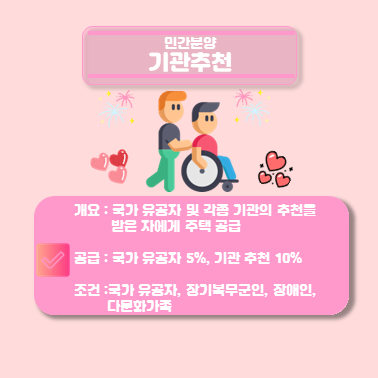 민간분양
기관추천
개요 : 국가 유공자 및 각종 기관의 추천을
받은 자에게 주택 공급
공급 : 국가 유공자 5%, 기관 추천 10%
조건 :국가 유공자, 장기복무군인, 장애인,
다문화가족